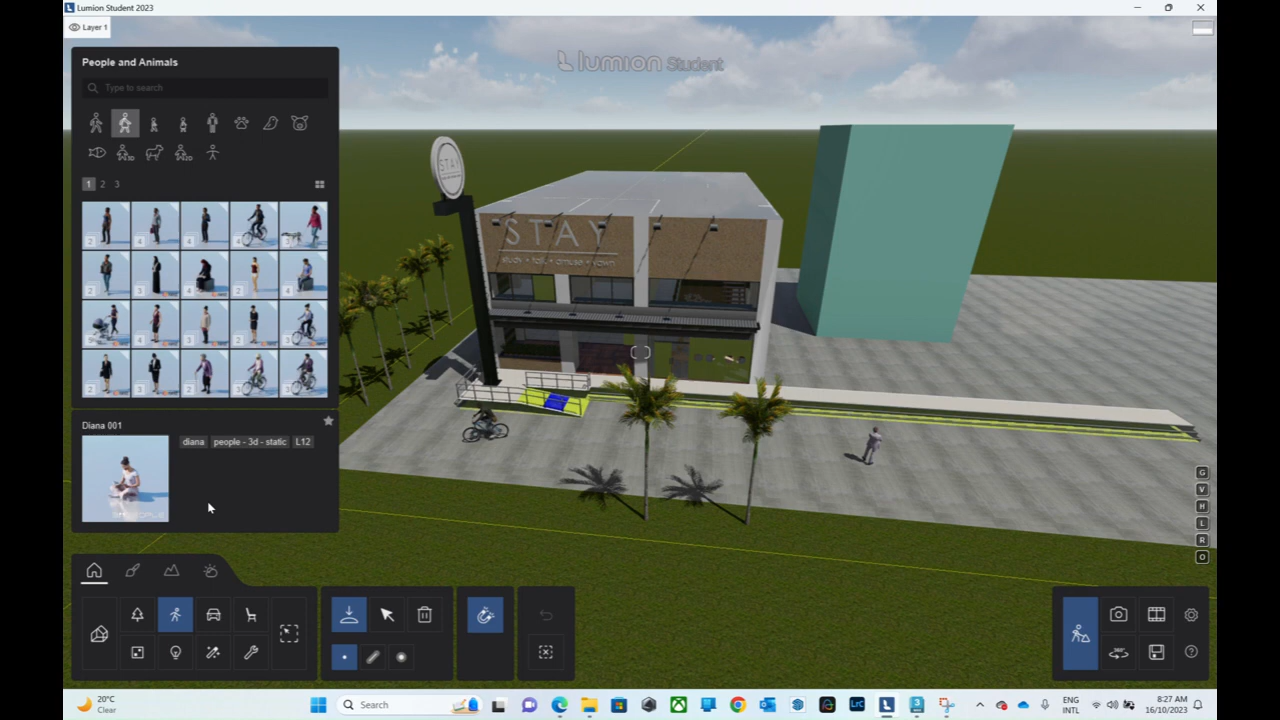 Lumion Student 2023
Layer 1
lumion Student
People and Animals
Type to search
1 2 3
Diana 001
diana people - 3d - static L12
STAY
STAY
G
V
H
L
R
O
20°C
Clear
Search
ENG
INTL
8:27 AM
16/10/2023